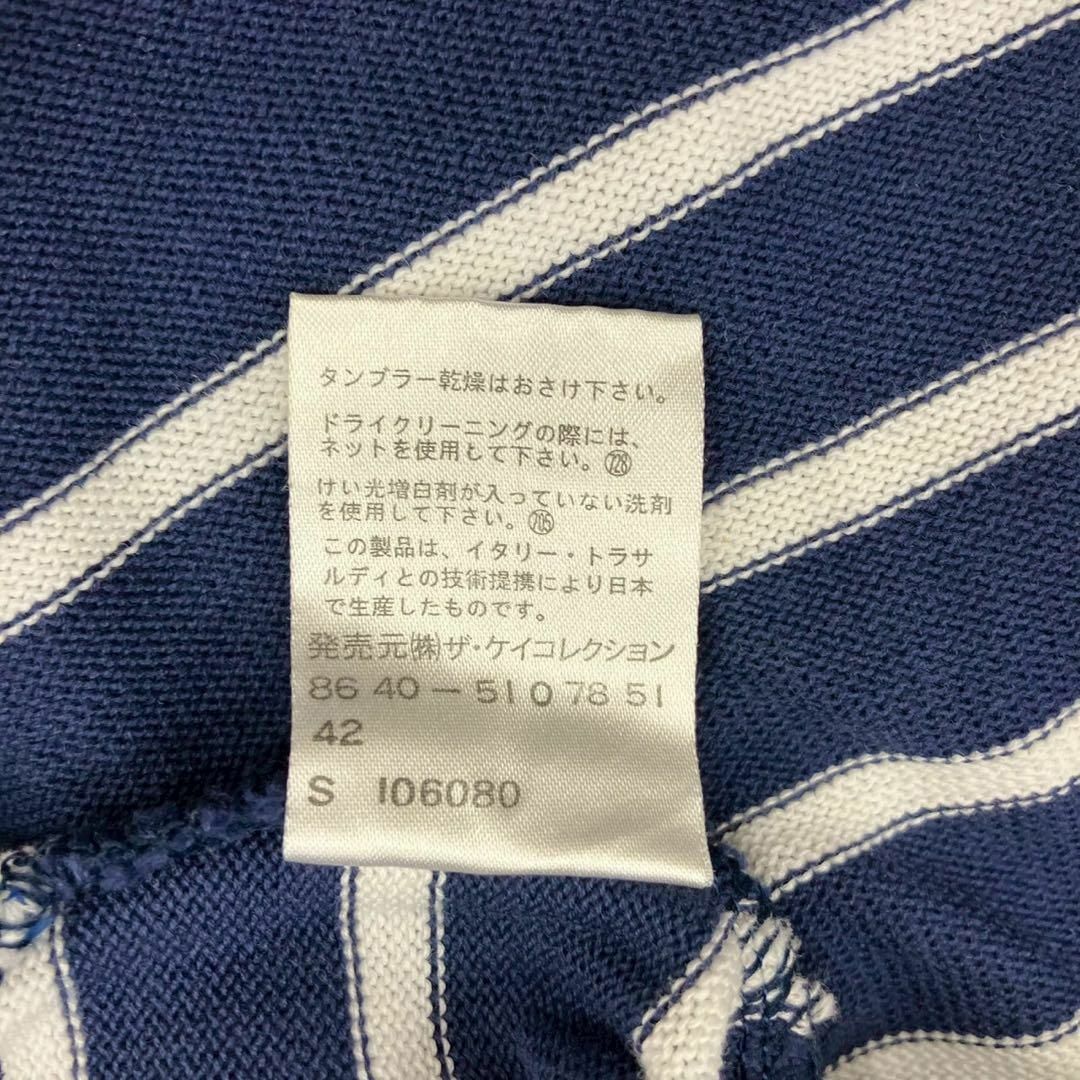 タンブラー乾燥はおさけ下さい。
ドライクリーニングの際には、
ネットを使用して下さい。728
けい光増白剤が入っていない洗剤
を使用して下さい。705
この製品は、イタリー・トラサ
ルディとの技術提携により日本
で生産したものです。
発売元㈱ザ・ケイコレクション
86 40-510 78 51
42
S 106080